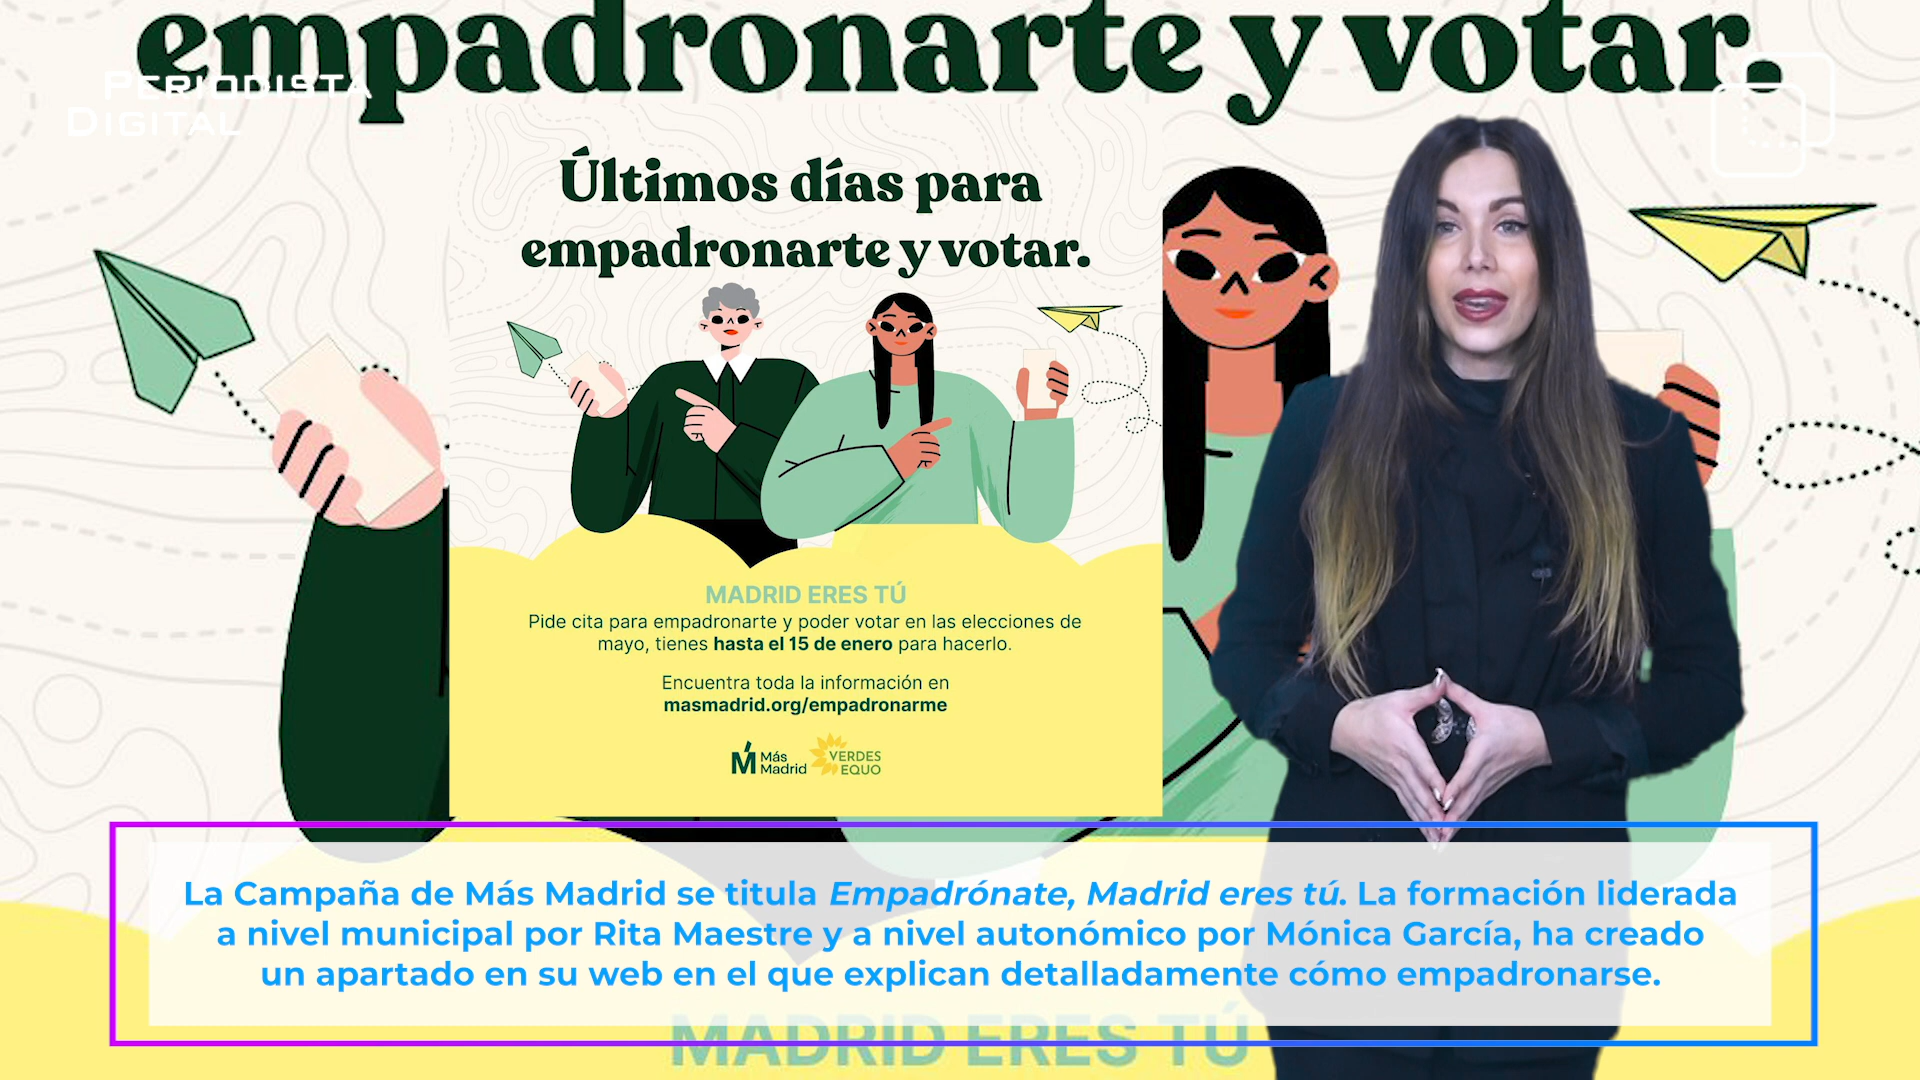 empadronarte y votar.
PERIODISTA
DIGITAL
Últimos días para
empadronarte y votar.
MADRID ERES TÚ
Pide cita para empadronarte y poder votar en las elecciones de
mayo, tienes hasta el 15 de enero para hacerlo.
Encuentra toda la información en
masmadrid.org/empadronarme
Ḿ Más
Madrid
VERDES
EQUO
La Campaña de Más Madrid se titula Empadrónate, Madrid eres tú. La formación liderada
a nivel municipal por Rita Maestre y a nivel autonómico por Mónica García, ha creado
un apartado en su web en el que explican detalladamente cómo empadronarse.
MADRID ERES TÚ